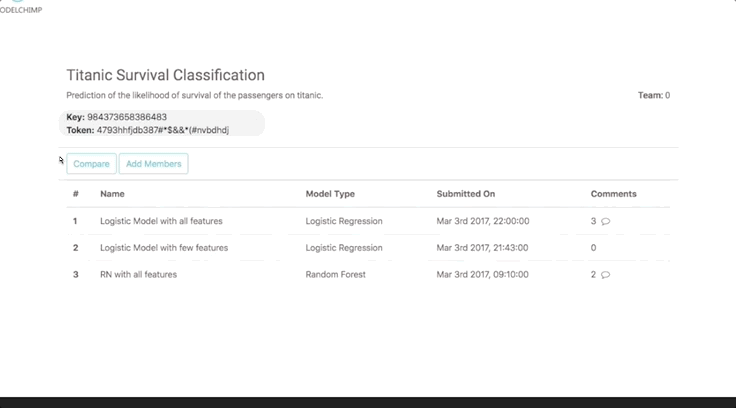 ODELCHIMP
Titanic Survival Classification
Prediction of the likelihood of survival of the passengers on titanic.
Team: 0
Key: 984373658386483
Token: 4793hhfjdb387#*$&&*(#nvbdhdj
Compare Add Members
# Name Model Type Submitted On Comments
1 Logistic Model with all features Logistic Regression Mar 3rd 2017, 22:00:00 3
2 Logistic Model with few features Logistic Regression Mar 3rd 2017, 21:43:00 0
3 RN with all features Random Forest Mar 3rd 2017, 09:10:00 2